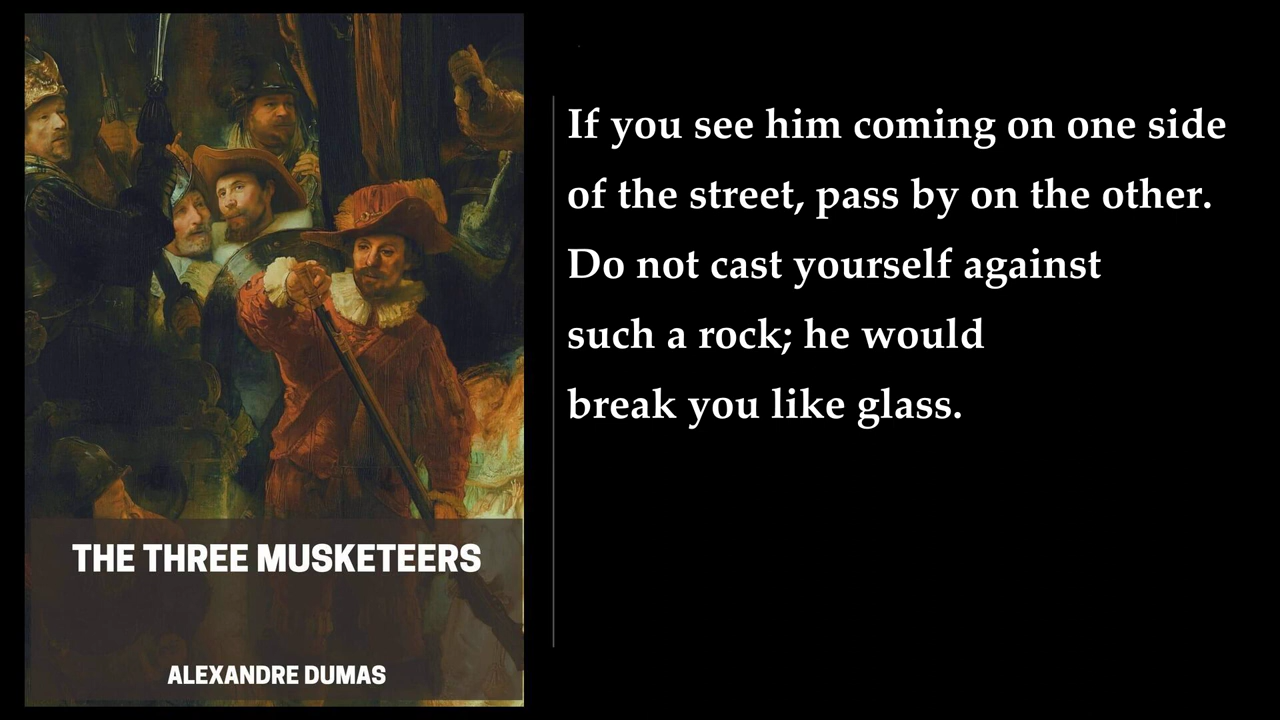 THE THREE MUSKETEERS
ALEXANDRE DUMAS
If you see him coming on one side
of the street, pass by on the other.
Do not cast yourself against
such a rock; he would
break you like glass.